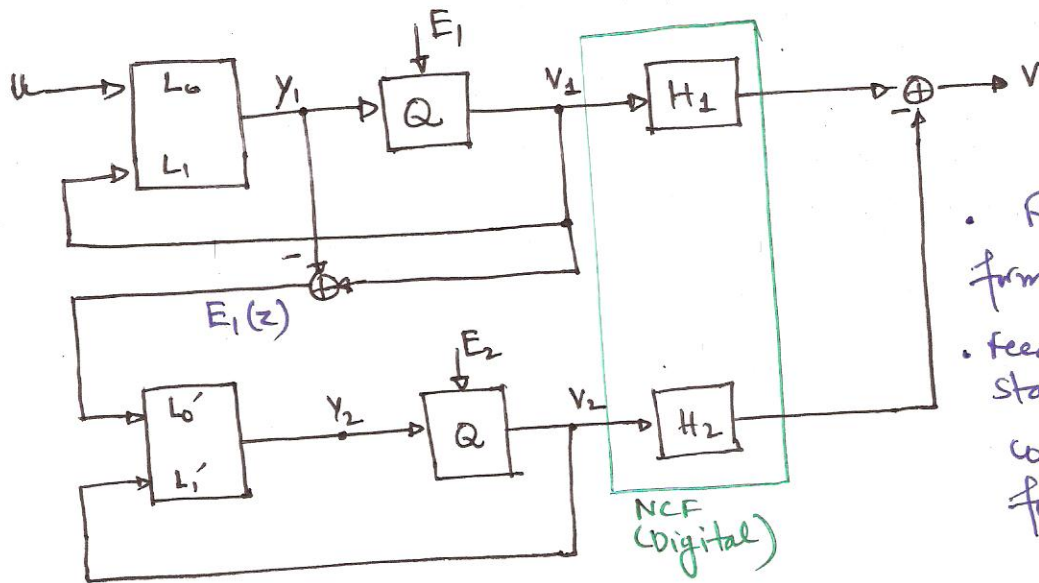 E1
u
L0
L1
y1
Q
V1
H1
V
-
-
E1(z)
E2
L0'
L1'
y2
Q
V2
H2
NCF
(Digital)